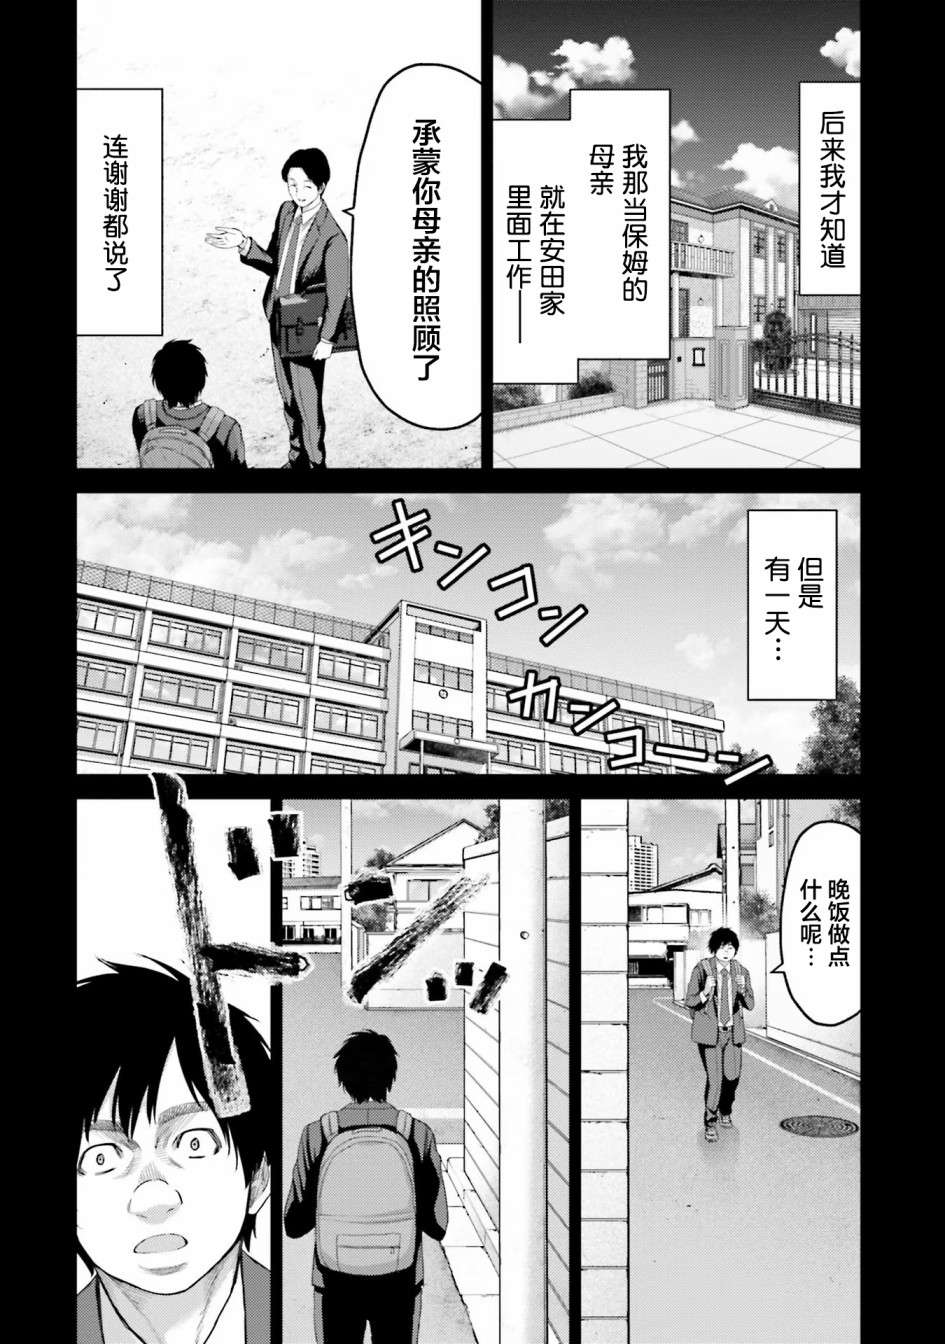 后来我才知道
我那当保姆的
母亲
就在安田家
里面工作——
承蒙你母亲的照顾了
连谢谢都说了
但是
有一天…
キンコン
カンコーーン
晚饭做点
什么呢…